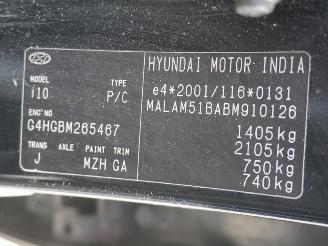 HYUNDAI MOTOR INDIA
MODEL TYPE
i10 P/C
e4*2001/116*0131
MALAM51BABM910126
ENG NO
G4HGBM265467
1405kg
2105kg
TRANS AXLE PAINT TRIM
750kg
J MZH GA
740kg